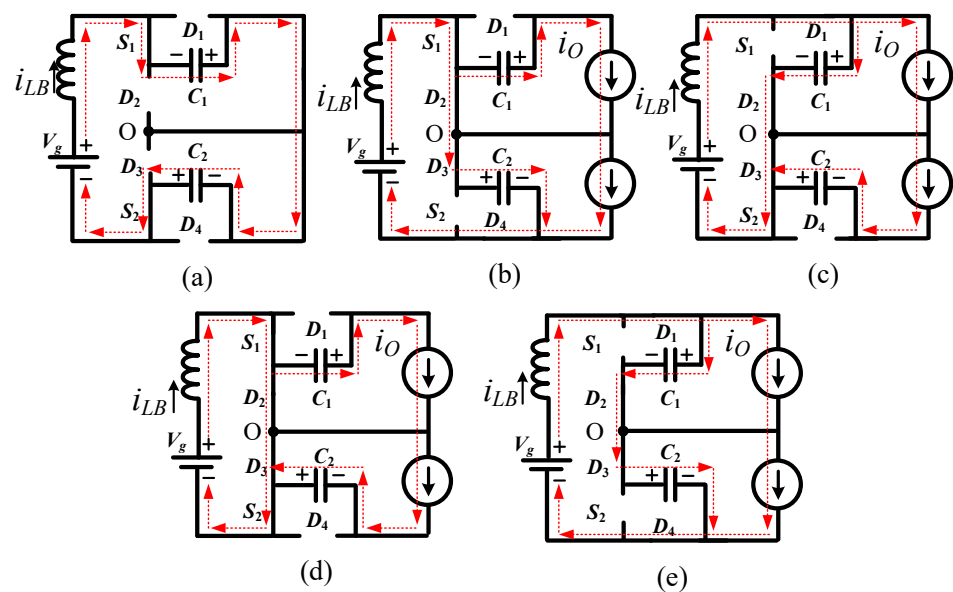 S1 D1 − +
iLB C1
D2
O
Vg + −
D3 C2
+ −
S2 D4
(a)
S1 D1 iO
− +
iLB C1
D2
O
Vg + −
D3 C2
+ −
S2 D4
(b)
S1 D1 iO
− +
iLB C1
D2
O
Vg + −
D3 C2
+ −
S2 D4
(c)
S1 D1 iO
− +
iLB C1
D2
O
Vg + −
D3 C2
+ −
S2 D4
(d)
S1 D1 iO
− +
iLB C1
D2
O
Vg + −
D3 C2
+ −
S2 D4
(e)